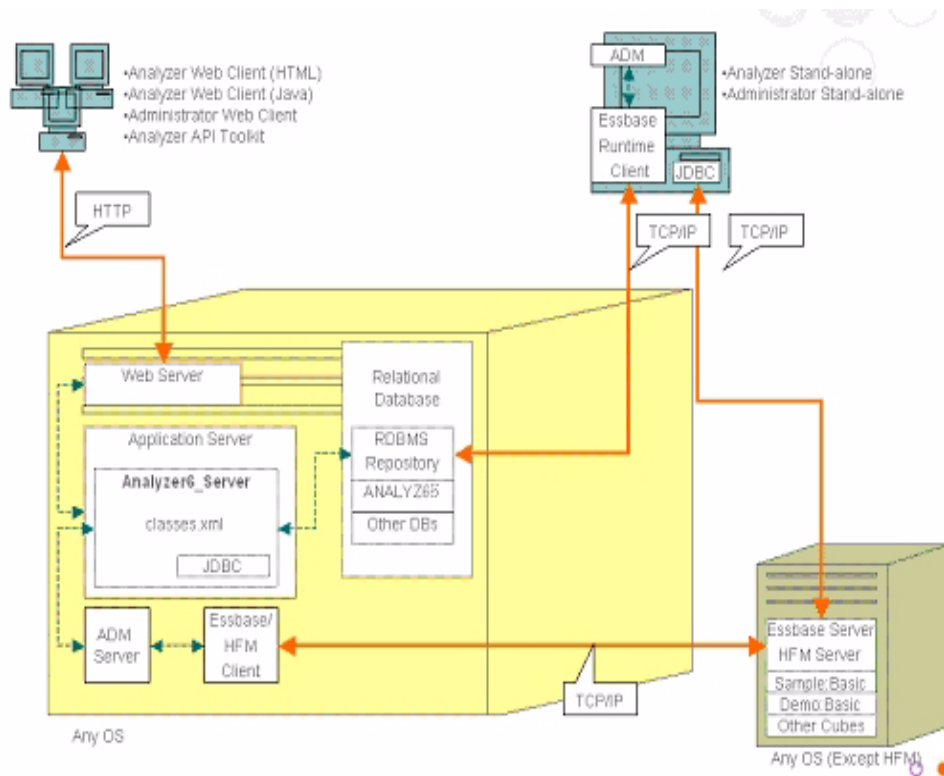 •Analyzer Web Client (HTML)
•Analyzer Web Client (Java)
•Administrator Web Client
•Analyzer API Toolkit
ADM
Essbase
Runtime
Client
JDBC
•Analyzer Stand-alone
•Administrator Stand-alone
HTTP
TCP/IP
TCP/IP
Web Server
Relational
Database
RDBMS
Repository
ANALYZ65
Other DBs
Application Server
Analyzer6_Server
classes.xml
JDBC
ADM
Server
Essbase/
HFM
Client
TCP/IP
Essbase Server
HFM Server
Sample:Basic
Demo:Basic
Other Cubes
Any OS
Any OS (Except HFM)